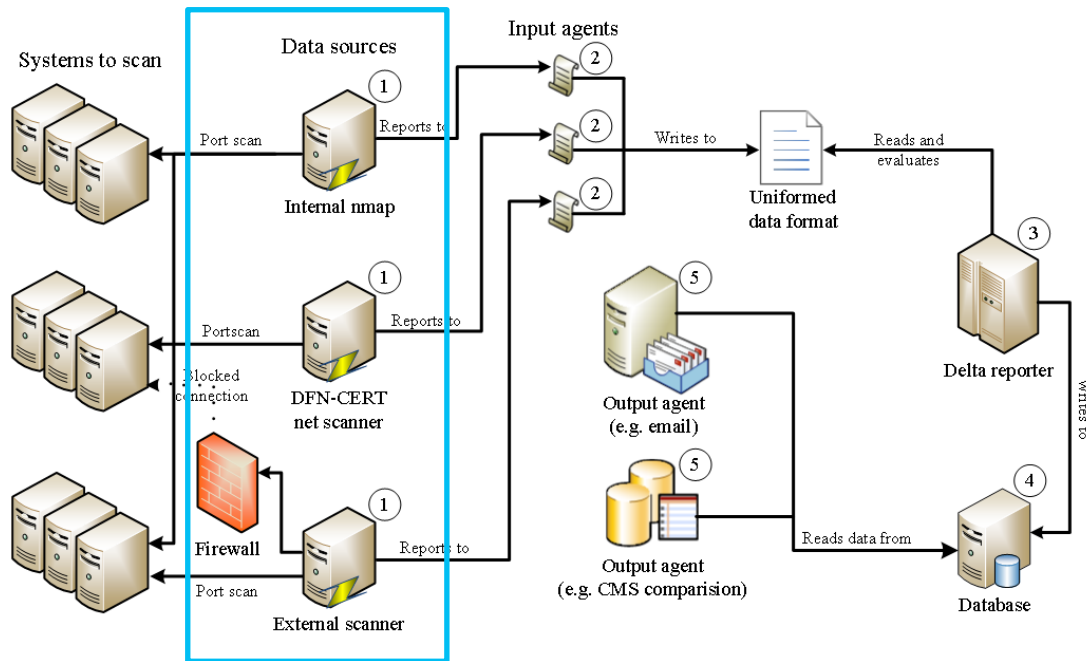 Systems to scan
Data sources
Input agents
1
2
Port scan
Reports to
Internal nmap
2
Writes to
2
Uniformed
data format
Reads and
evaluates
3
Delta reporter
1
Portscan
Reports to
DFN-CERT
net scanner
Blocked
connection
5
Output agent
(e.g. email)
Writes to
Firewall
1
Port scan
Reports to
External scanner
5
Output agent
(e.g. CMS comparision)
Reads data from
4
Database